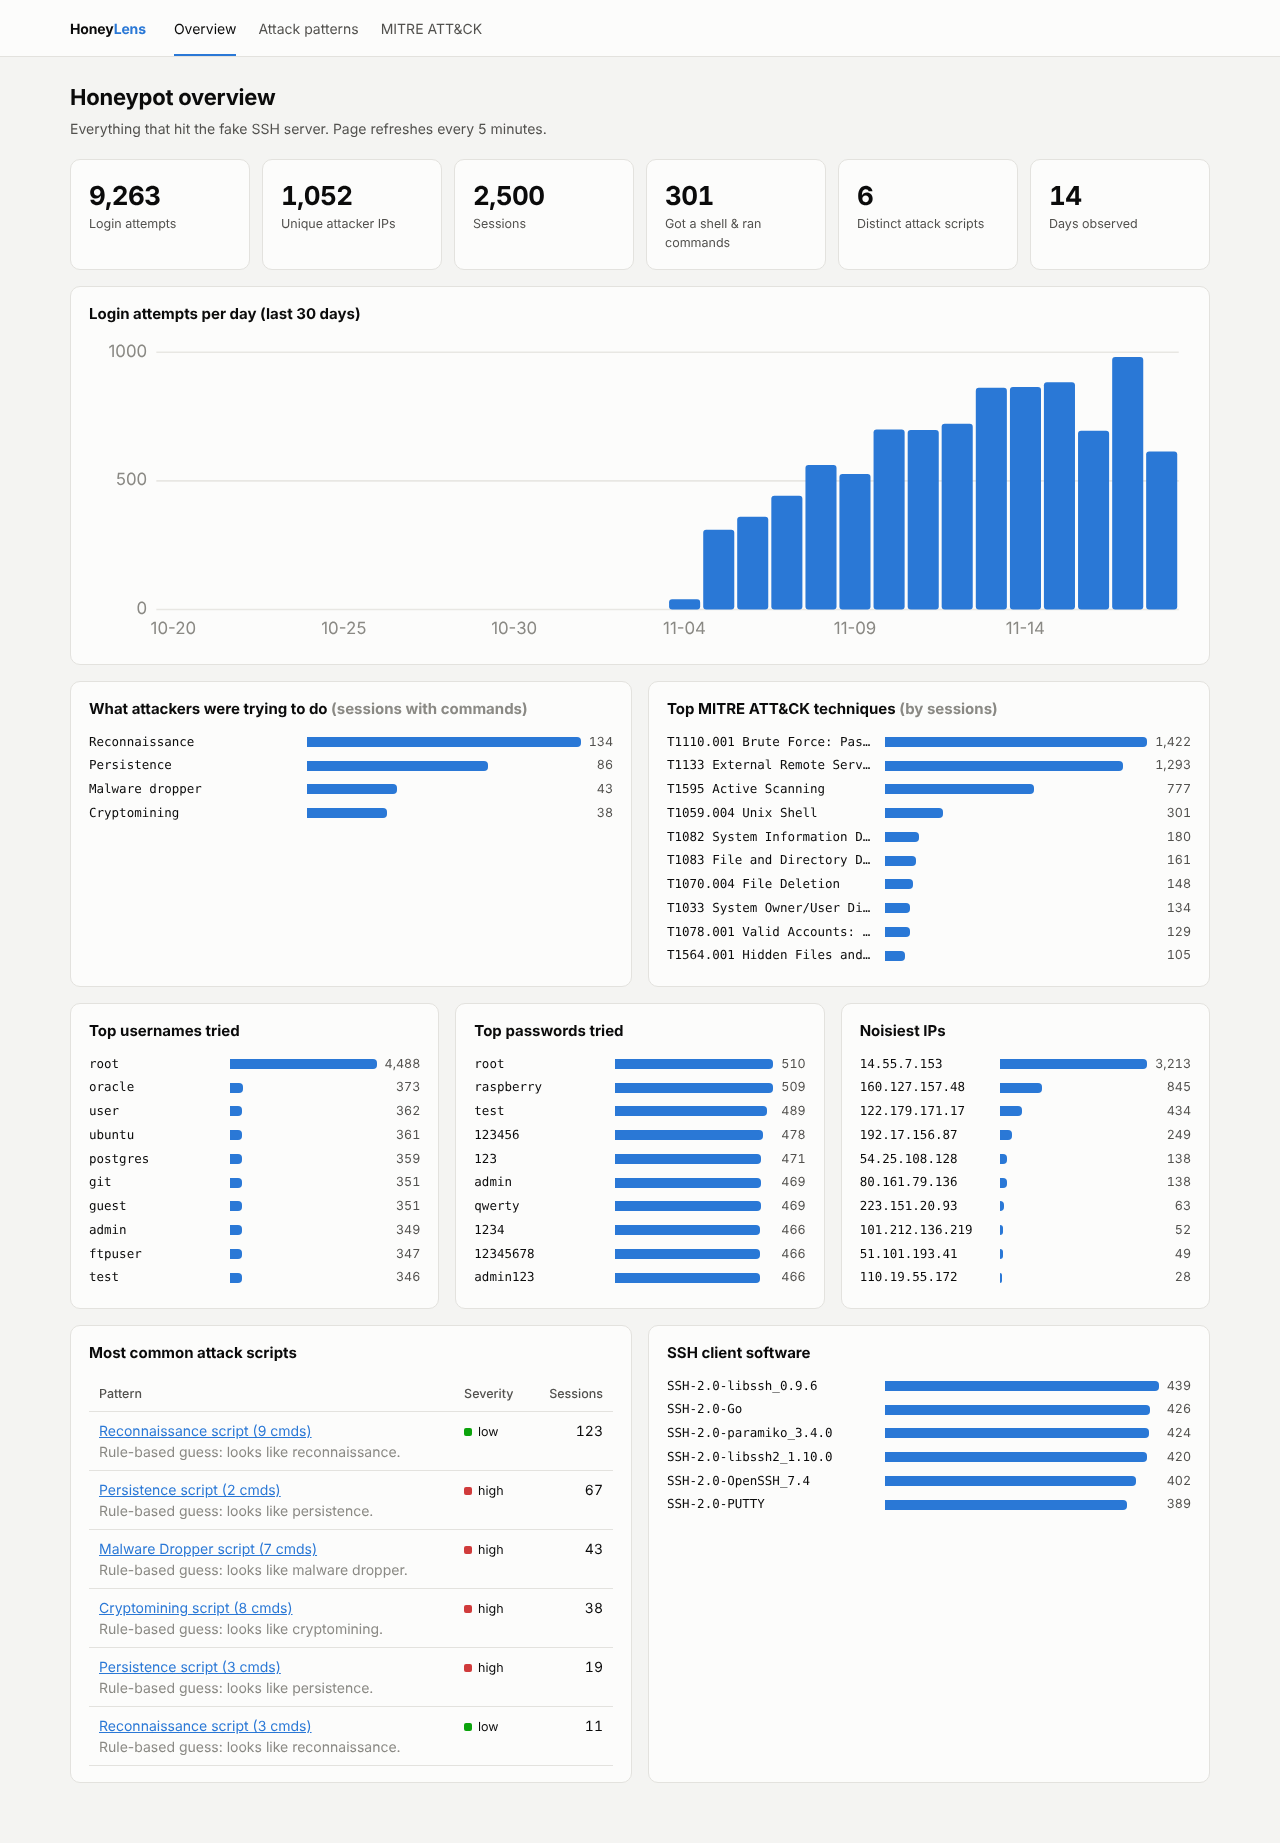 HoneyLens Overview Attack patterns MITRE ATT&CK
Honeypot overview
Everything that hit the fake SSH server. Page refreshes every 5 minutes.
9,263
Login attempts
1,052
Unique attacker IPs
2,500
Sessions
301
Got a shell & ran
commands
6
Distinct attack scripts
14
Days observed
Login attempts per day (last 30 days)
1000
500
0
10-20 10-25 10-30 11-04 11-09 11-14
What attackers were trying to do (sessions with commands)
Reconnaissance 134
Persistence 86
Malware dropper 43
Cryptomining 38
Top MITRE ATT&CK techniques (by sessions)
T1110.001 Brute Force: Pas… 1,422
T1133 External Remote Serv… 1,293
T1595 Active Scanning 777
T1059.004 Unix Shell 301
T1082 System Information D… 180
T1083 File and Directory D… 161
T1070.004 File Deletion 148
T1033 System Owner/User Di… 134
T1078.001 Valid Accounts: … 129
T1564.001 Hidden Files and… 105
Top usernames tried
root 4,488
oracle 373
user 362
ubuntu 361
postgres 359
git 351
guest 351
admin 349
ftpuser 347
test 346
Top passwords tried
root 510
raspberry 509
test 489
123456 478
123 471
admin 469
qwerty 469
1234 466
12345678 466
admin123 466
Noisiest IPs
14.55.7.153 3,213
160.127.157.48 845
122.179.171.17 434
192.17.156.87 249
54.25.108.128 138
80.161.79.136 138
223.151.20.93 63
101.212.136.219 52
51.101.193.41 49
110.19.55.172 28
Most common attack scripts
Pattern Severity Sessions
Reconnaissance script (9 cmds) low 123
Rule-based guess: looks like reconnaissance.
Persistence script (2 cmds) high 67
Rule-based guess: looks like persistence.
Malware Dropper script (7 cmds) high 43
Rule-based guess: looks like malware dropper.
Cryptomining script (8 cmds) high 38
Rule-based guess: looks like cryptomining.
Persistence script (3 cmds) high 19
Rule-based guess: looks like persistence.
Reconnaissance script (3 cmds) low 11
Rule-based guess: looks like reconnaissance.
SSH client software
SSH-2.0-libssh_0.9.6 439
SSH-2.0-Go 426
SSH-2.0-paramiko_3.4.0 424
SSH-2.0-libssh2_1.10.0 420
SSH-2.0-OpenSSH_7.4 402
SSH-2.0-PUTTY 389